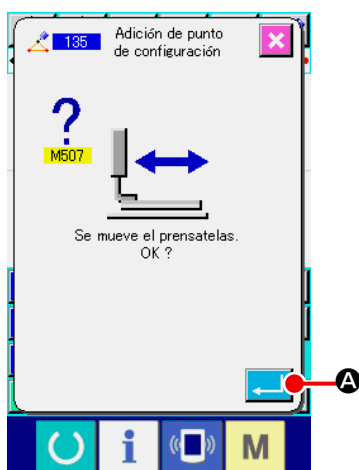 135
Adición de punto
de configuración
?
M507
Se mueve el prensatelas.
OK ?
A
i
M